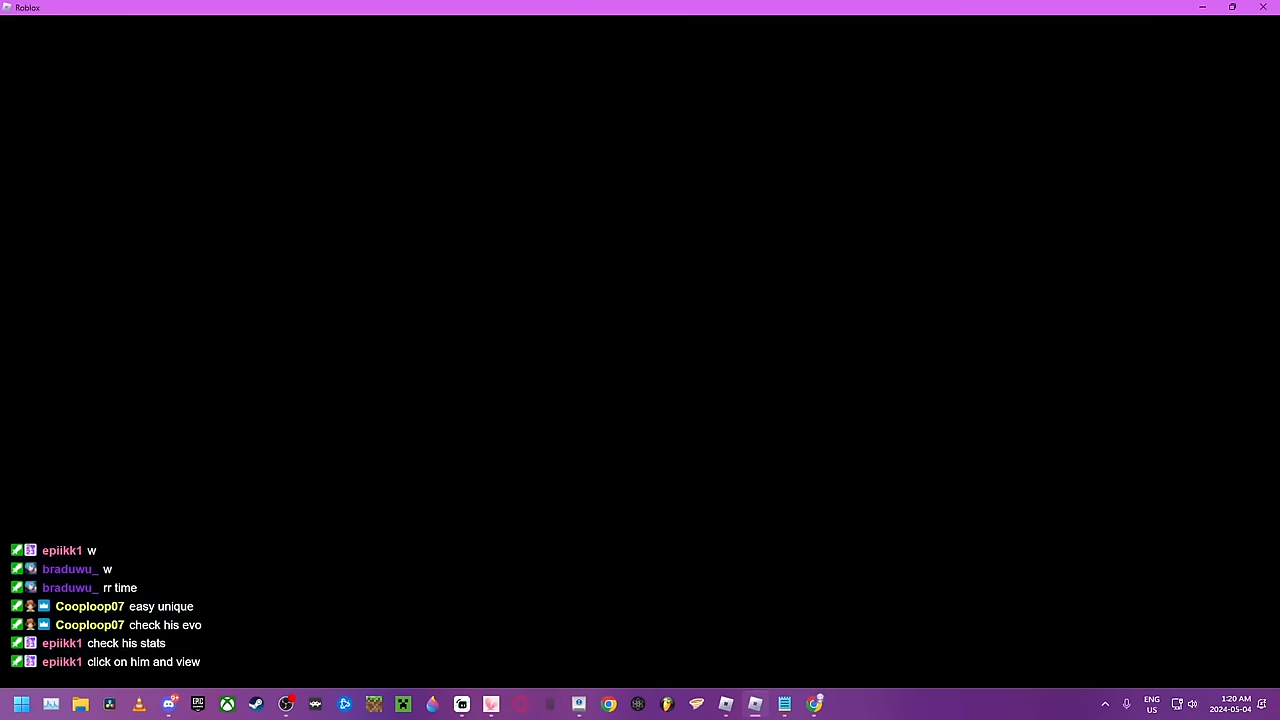 Roblox
epiikk1 w
braduwu_ w
braduwu_ rr time
Cooploop07 easy unique
Cooploop07 check his evo
epiikk1 check his stats
epiikk1 click on him and view
EPIC
ENG
US
1:20 AM
2024-05-04